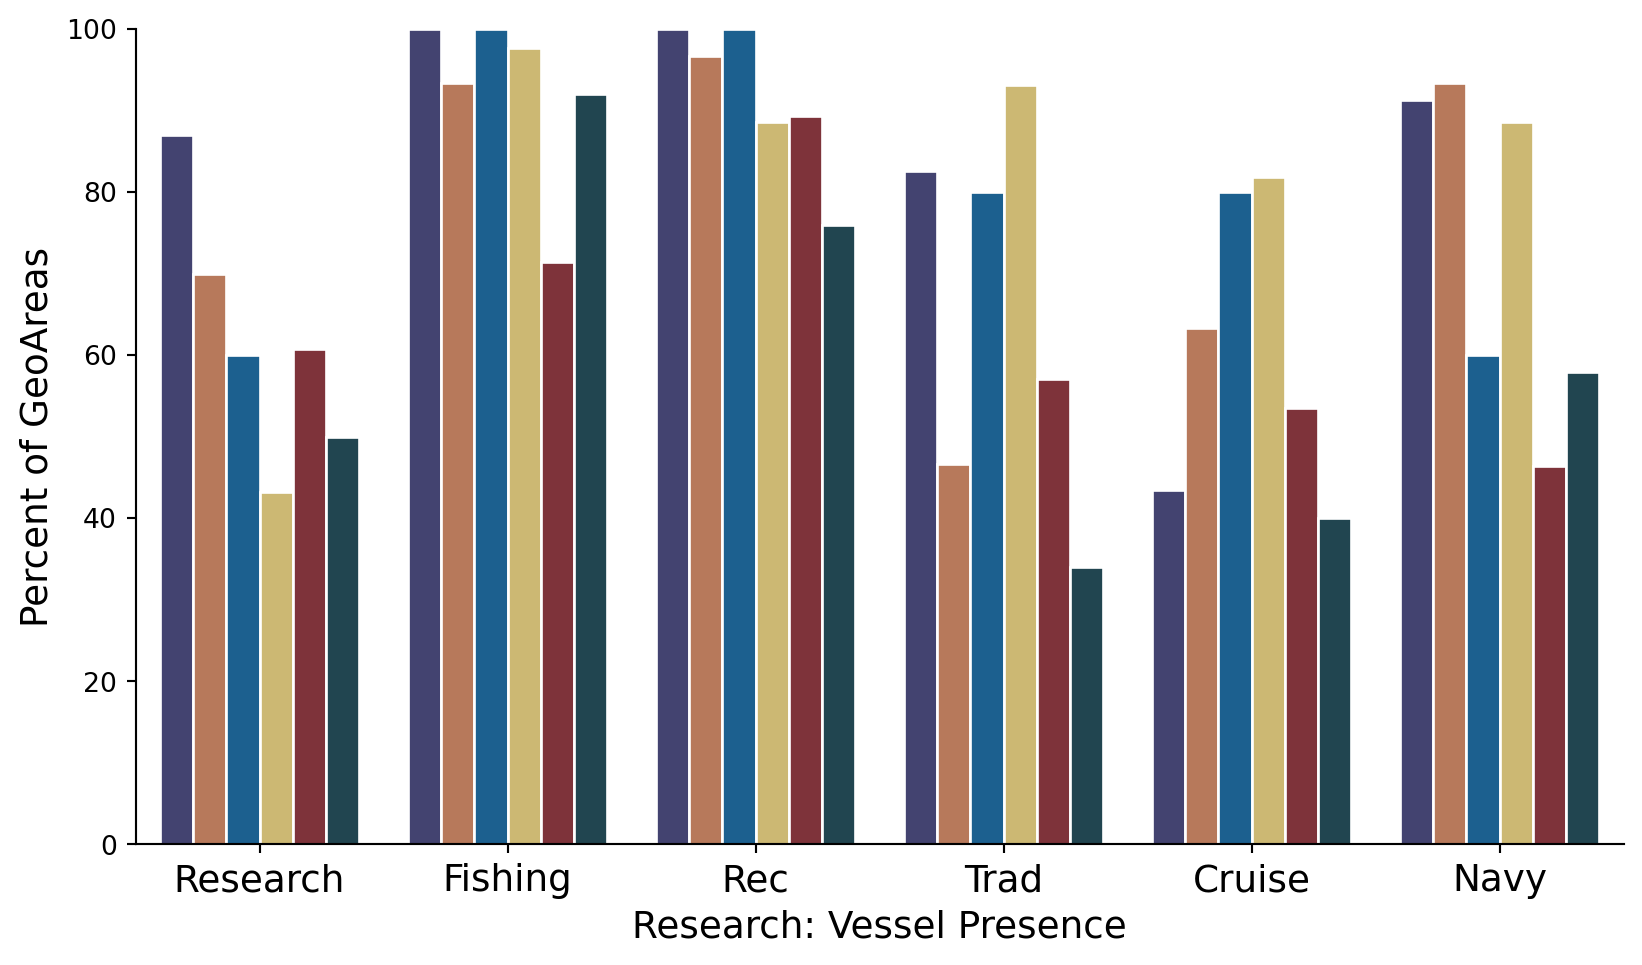 100
80
60
40
20
0
Percent of GeoAreas
Research Fishing Rec Trad Cruise Navy
Research: Vessel Presence